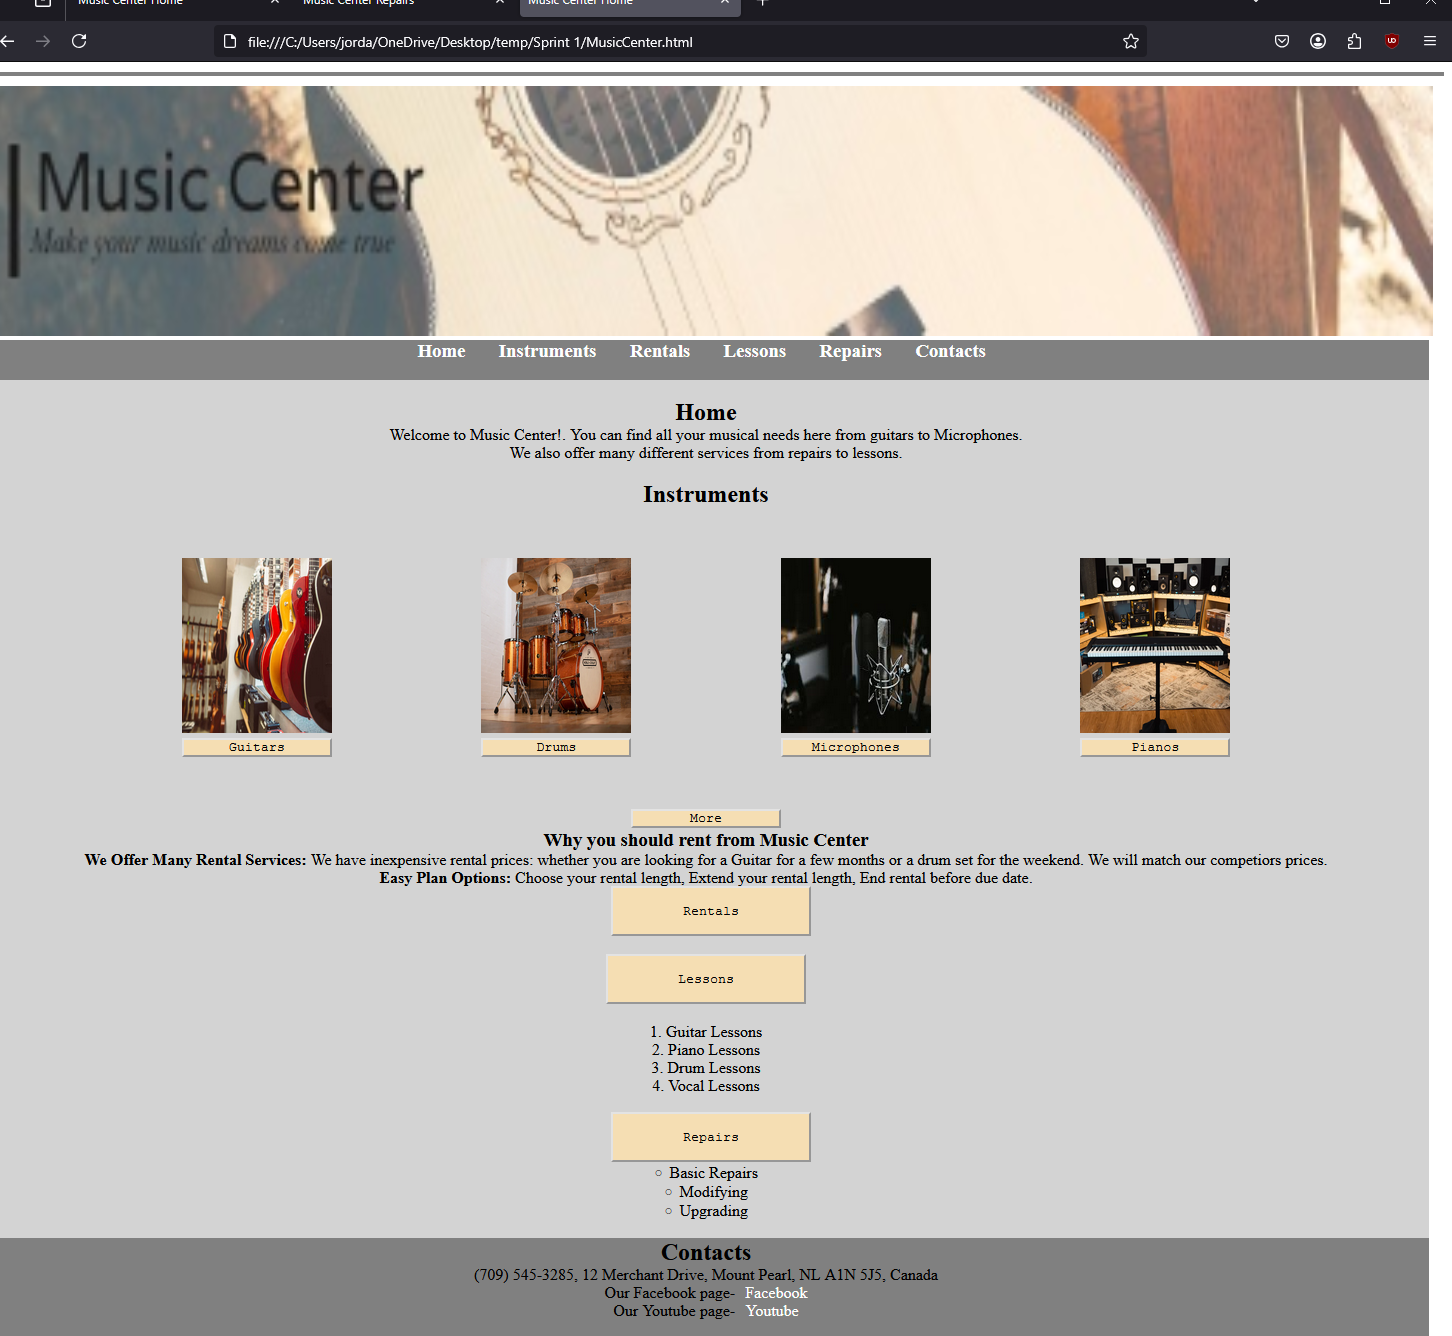 Music Center Home
Music Center Repairs
Music Center Home
file:///C:/Users/jorda/OneDrive/Desktop/temp/Sprint 1/MusicCenter.html
Music Center
Make your music dreams come true
Home Instruments Rentals Lessons Repairs Contacts
Home
Welcome to Music Center!. You can find all your musical needs here from guitars to Microphones.
We also offer many different services from repairs to lessons.
Instruments
Guitars
Drums
Microphones
Pianos
More
Why you should rent from Music Center
We Offer Many Rental Services: We have inexpensive rental prices: whether you are looking for a Guitar for a few months or a drum set for the weekend. We will match our competiors prices.
Easy Plan Options: Choose your rental length, Extend your rental length, End rental before due date.
Rentals
Lessons
1. Guitar Lessons
2. Piano Lessons
3. Drum Lessons
4. Vocal Lessons
Repairs
Basic Repairs
Modifying
Upgrading
Contacts
(709) 545-3285, 12 Merchant Drive, Mount Pearl, NL A1N 5J5, Canada
Our Facebook page- Facebook
Our Youtube page- Youtube